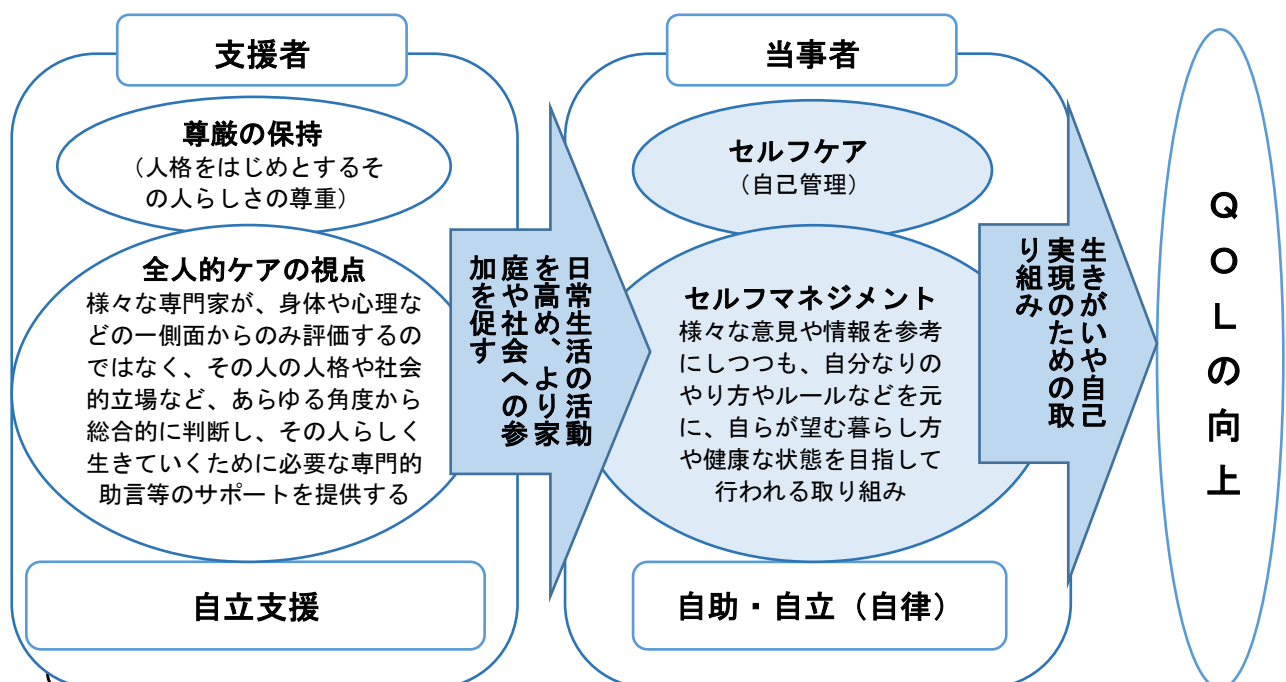 支援者
尊厳の保持
（人格をはじめとするそ
の人らしさの尊重）
全人的ケアの視点
様々な専門家が、身体や心理な
どの一側面からのみ評価するの
ではなく、その人の人格や社会
的立場など、あらゆる角度から
総合的に判断し、その人らしく
生きていくために必要な専門的
助言等のサポートを提供する
自立支援
日常生活の活動
を高め、より家
庭や社会への参
加を促す
当事者
セルフケア
（自己管理）
セルフマネジメント
様々な意見や情報を参考
にしつつも、自分なりの
やり方やルールなどを元
に、自らが望む暮らし方
や健康な状態を目指して
行われる取り組み
自助・自立（自律）
生きがいや自己
実現のための取
り組み
ＱＯＬの向上